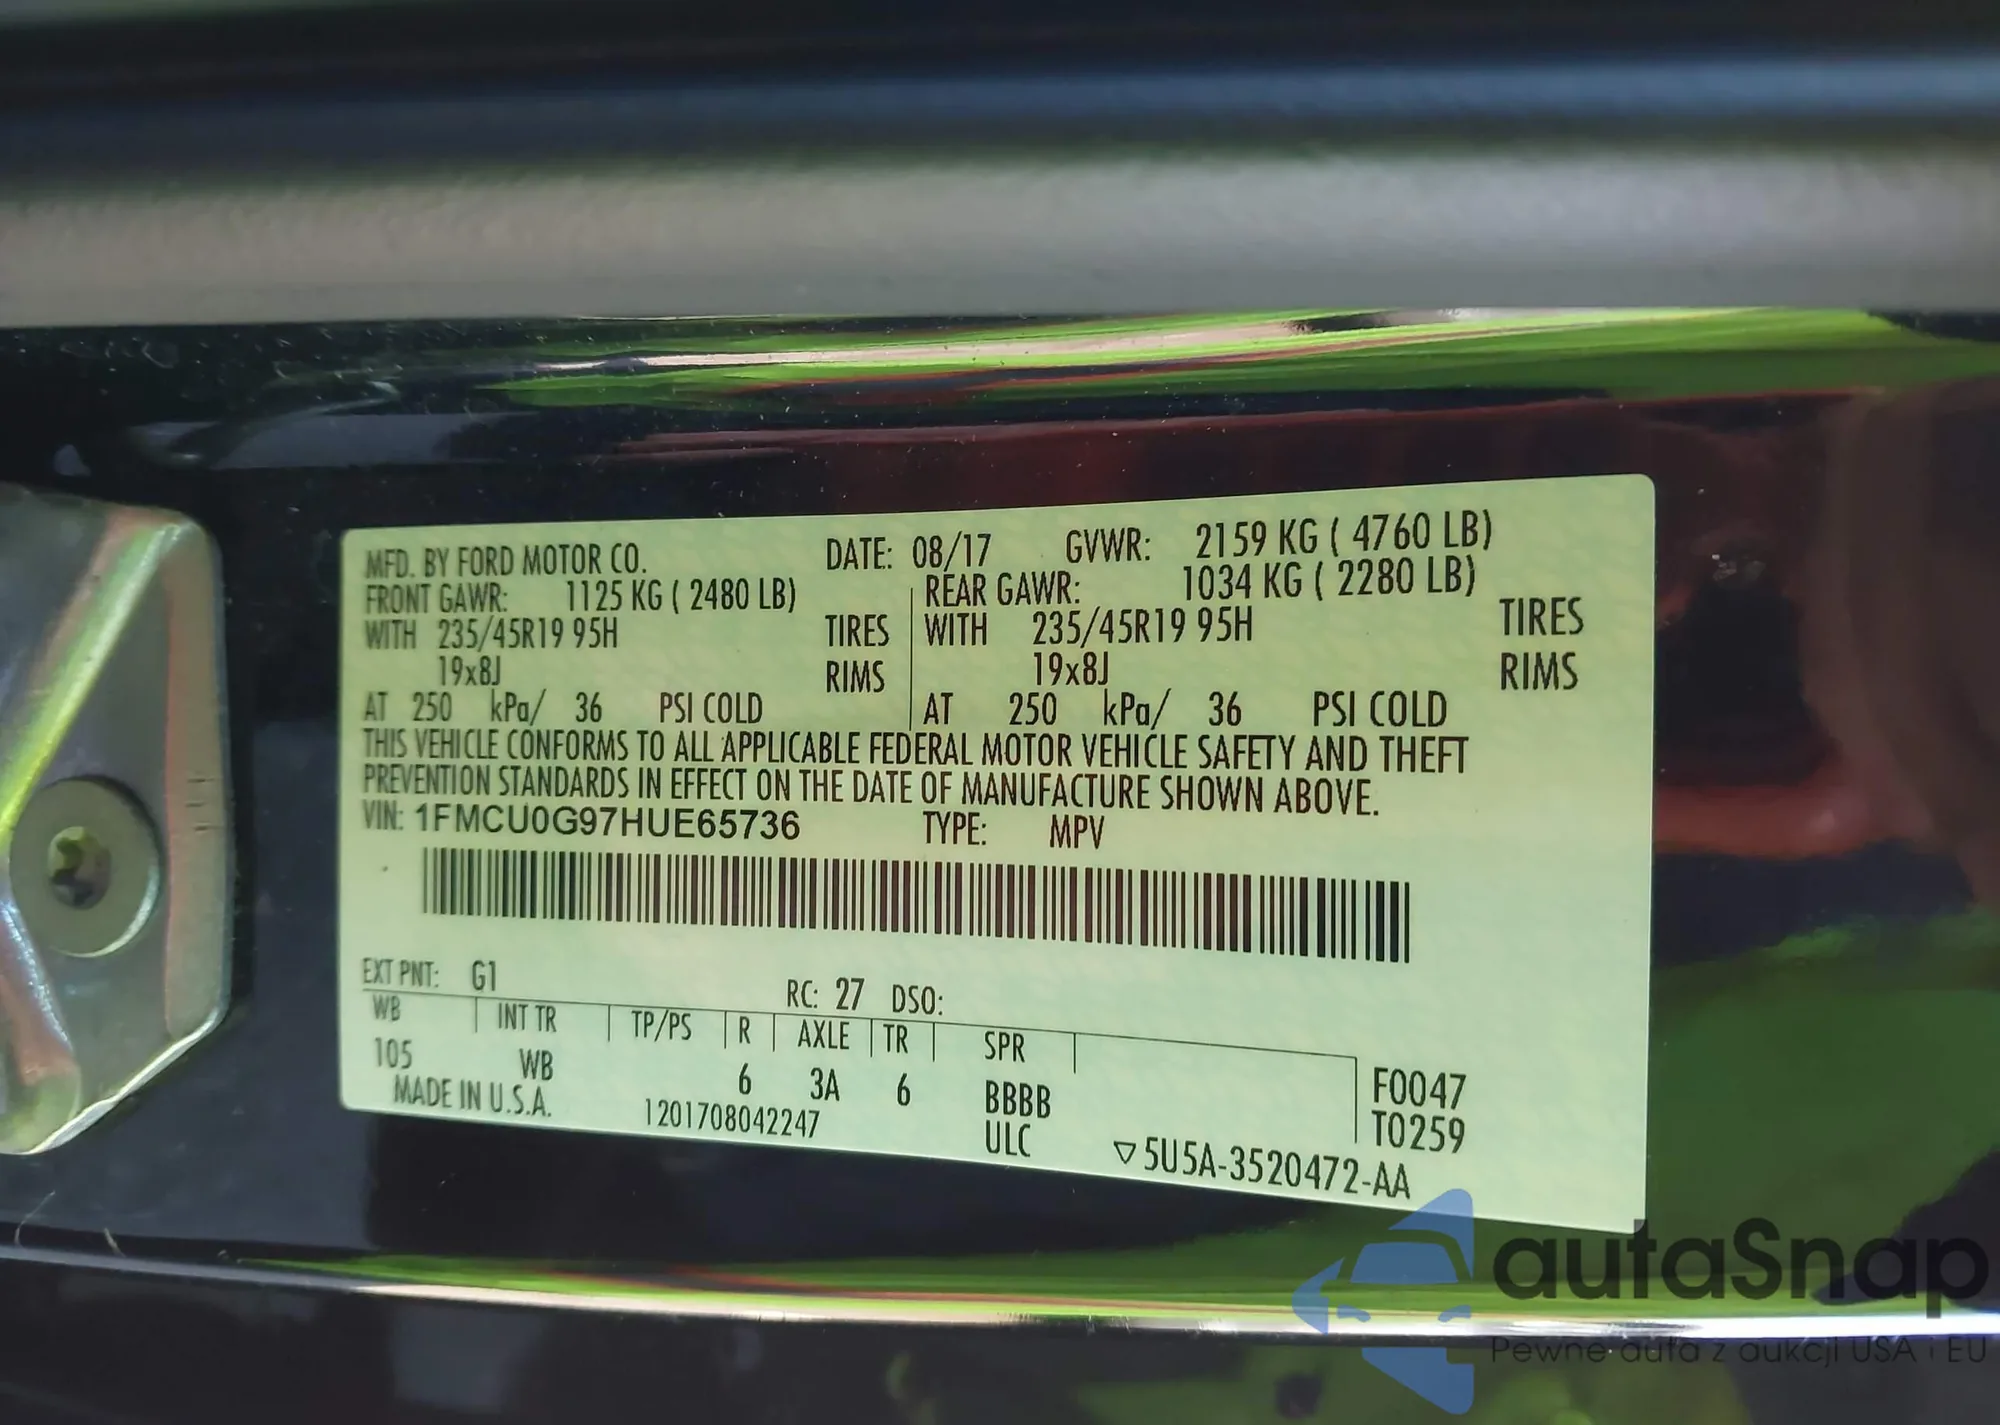 MFD. BY FORD MOTOR CO. DATE: 08/17 GVWR: 2159 KG ( 4760 LB)
FRONT GAWR: 1125 KG ( 2480 LB) REAR GAWR: 1034 KG ( 2280 LB)
WITH 235/45R19 95H TIRES WITH 235/45R19 95H TIRES
19x8J RIMS 19x8J RIMS
AT 250 kPa/ 36 PSI COLD AT 250 kPa/ 36 PSI COLD
THIS VEHICLE CONFORMS TO ALL APPLICABLE FEDERAL MOTOR VEHICLE SAFETY AND THEFT
PREVENTION STANDARDS IN EFFECT ON THE DATE OF MANUFACTURE SHOWN ABOVE.
VIN: 1FMCU0G97HUE65736 TYPE: MPV
EXT PNT: G1 RC: 27 DSO:
WB INT TR TP/PS R AXLE TR SPR
105 WB 6 3A 6 BBBB F0047
MADE IN U.S.A. 1201708042247 ULC T0259
▽5U5A-3520472-AA
autaSnap
Pewne auta z aukcji USA i EU